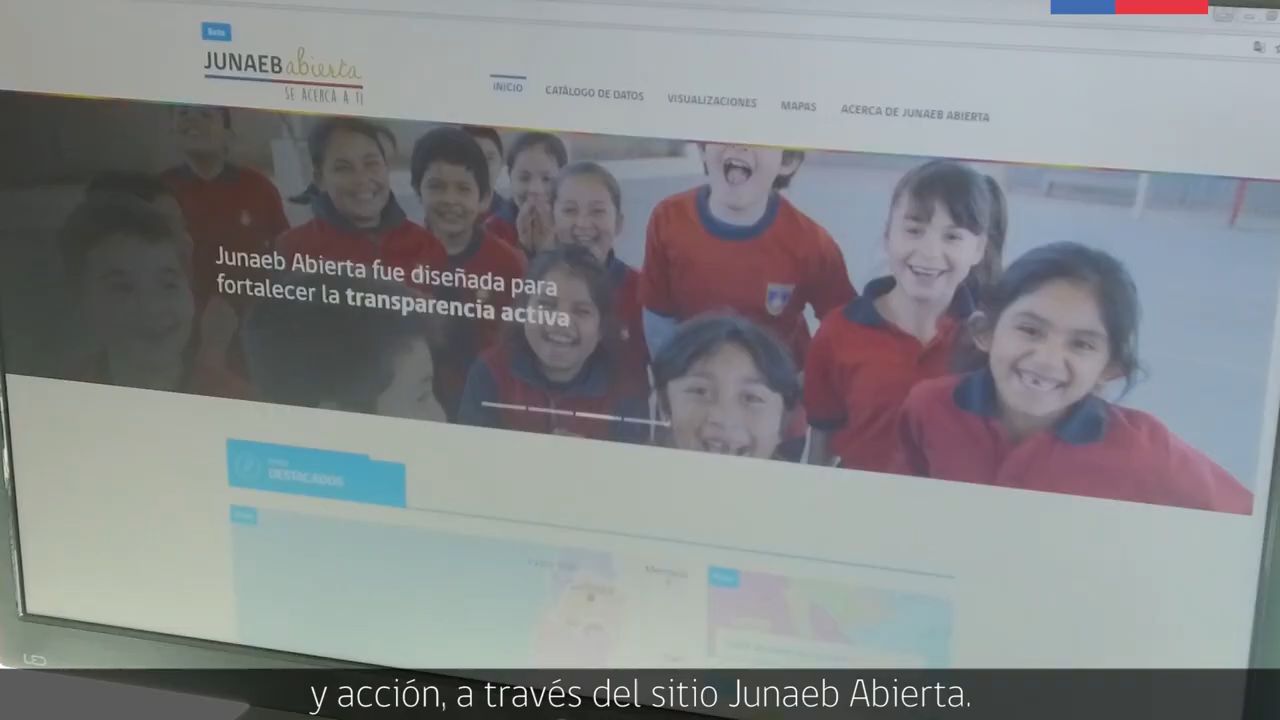 Beta
JUNAEB abierta
SE ACERCA A TI
INICIO
CATÁLOGO DE DATOS
VISUALIZACIONES
MAPAS
ACERCA DE JUNAEB ABIERTA
Junaeb Abierta fue diseñada para
fortalecer la transparencia activa
DESTACADOS
y acción, a través del sitio Junaeb Abierta.